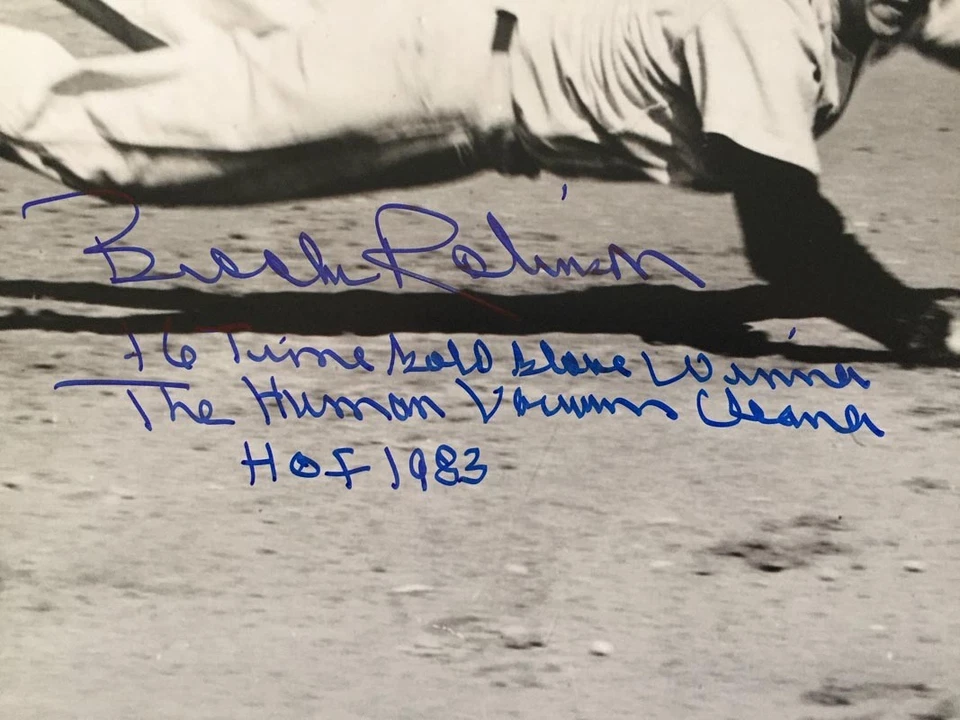 Brooks Robinson
16 Time Gold Glove Winner
The Human Vacuum Cleaner
HOF 1983